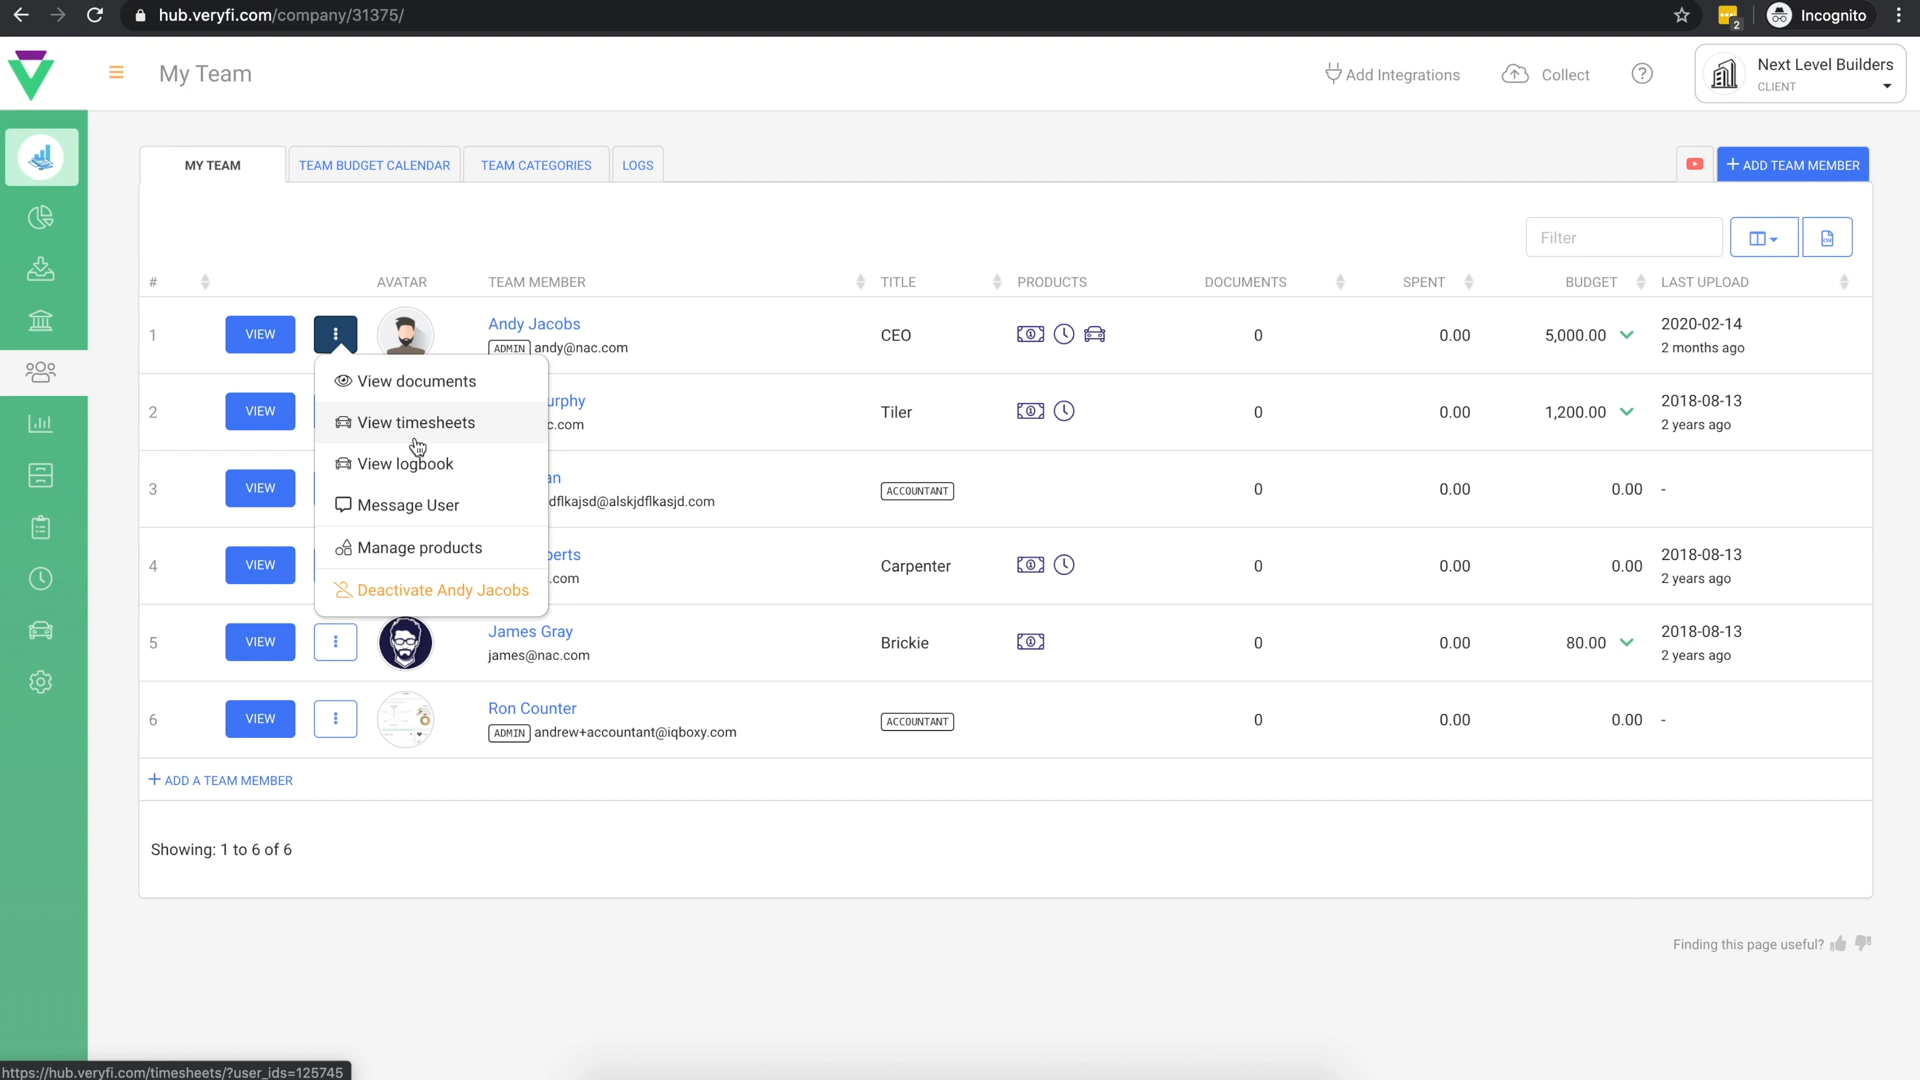 hub.veryfi.com/company/31375/
2
Incognito
My Team
Add Integrations
Collect
?
Next Level Builders
CLIENT
MY TEAM
TEAM BUDGET CALENDAR
TEAM CATEGORIES
LOGS
+ ADD TEAM MEMBER
Filter
# AVATAR TEAM MEMBER TITLE PRODUCTS DOCUMENTS SPENT BUDGET LAST UPLOAD
1 VIEW Andy Jacobs CEO 0 0.00 5,000.00 2020-02-14
ADMIN andy@nac.com 2 months ago
View documents
2 VIEW urphy Tiler 0 0.00 1,200.00 2018-08-13
View timesheets c.com 2 years ago
View logbook
3 VIEW an ACCOUNTANT 0 0.00 0.00 -
Message User dflkajsd@alskjdflkasjd.com
Manage products
4 VIEW berts Carpenter 0 0.00 0.00 2018-08-13
.com 2 years ago
Deactivate Andy Jacobs
5 VIEW James Gray Brickie 0 0.00 80.00 2018-08-13
james@nac.com 2 years ago
6 VIEW Ron Counter ACCOUNTANT 0 0.00 0.00 -
ADMIN andrew+accountant@iqboxy.com
+ ADD A TEAM MEMBER
Showing: 1 to 6 of 6
Finding this page useful?
https://hub.veryfi.com/timesheets/?user_ids=125745